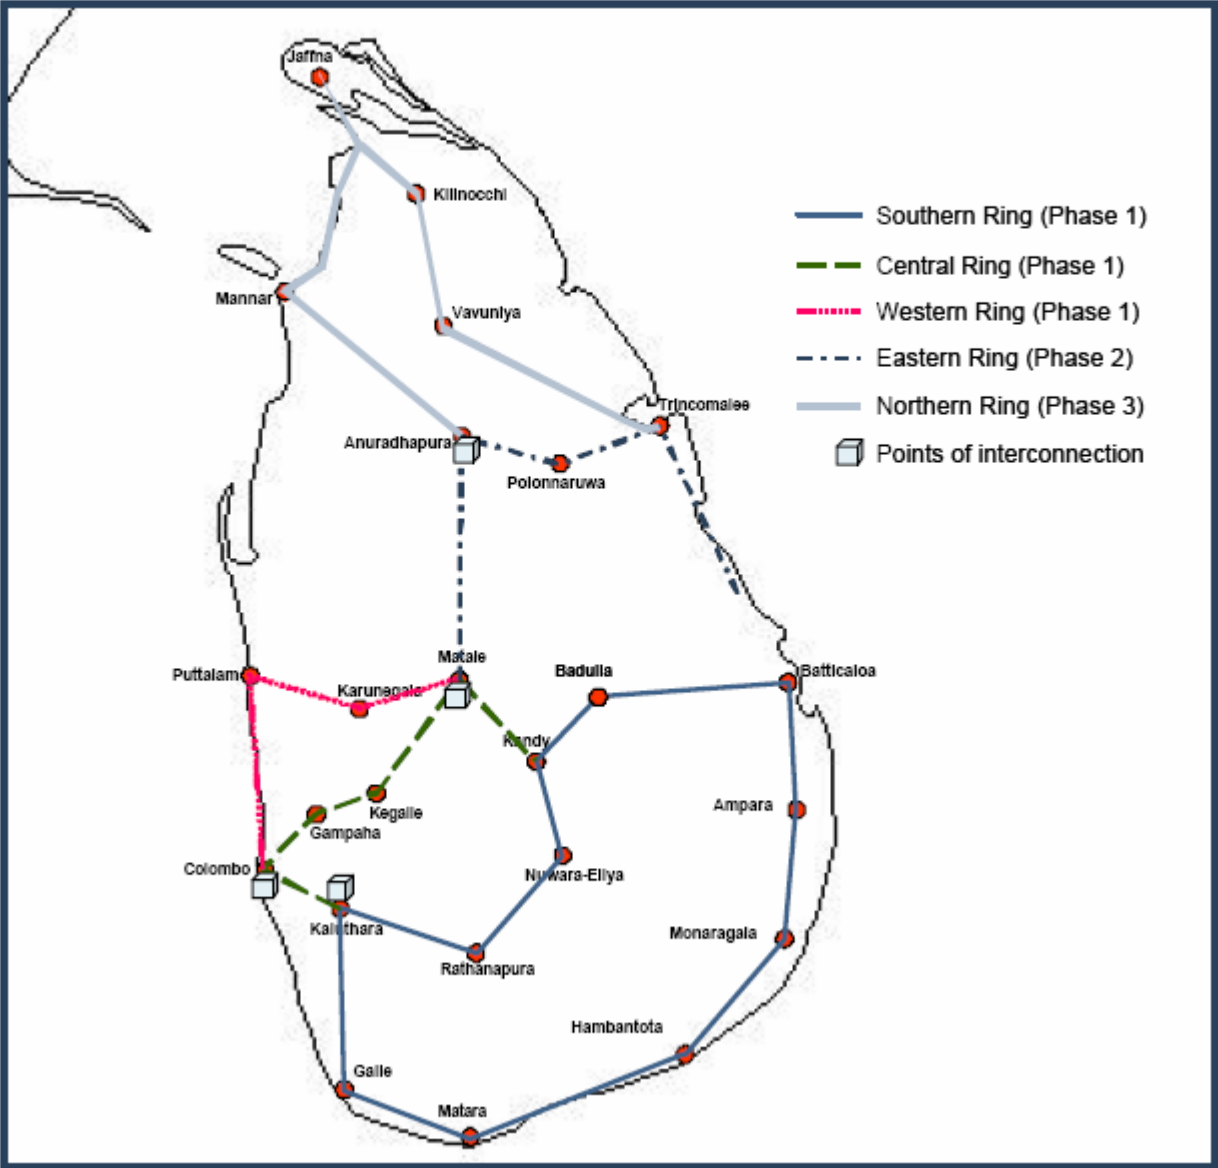 Jaffna
Kilinocchi
Southern Ring (Phase 1)
Central Ring (Phase 1)
Mannar
Vavuniya
Western Ring (Phase 1)
Eastern Ring (Phase 2)
Trincomalee
Northern Ring (Phase 3)
Anuradhapura
Points of interconnection
Polonnaruwa
Matale
Puttalam
Badulla
Batticaloa
Karunegala
Kandy
Ampara
Kegalle
Gampaha
Colombo
Nuwara-Eliya
Kaluthara
Monaragala
Rathanapura
Hambantota
Galle
Matara